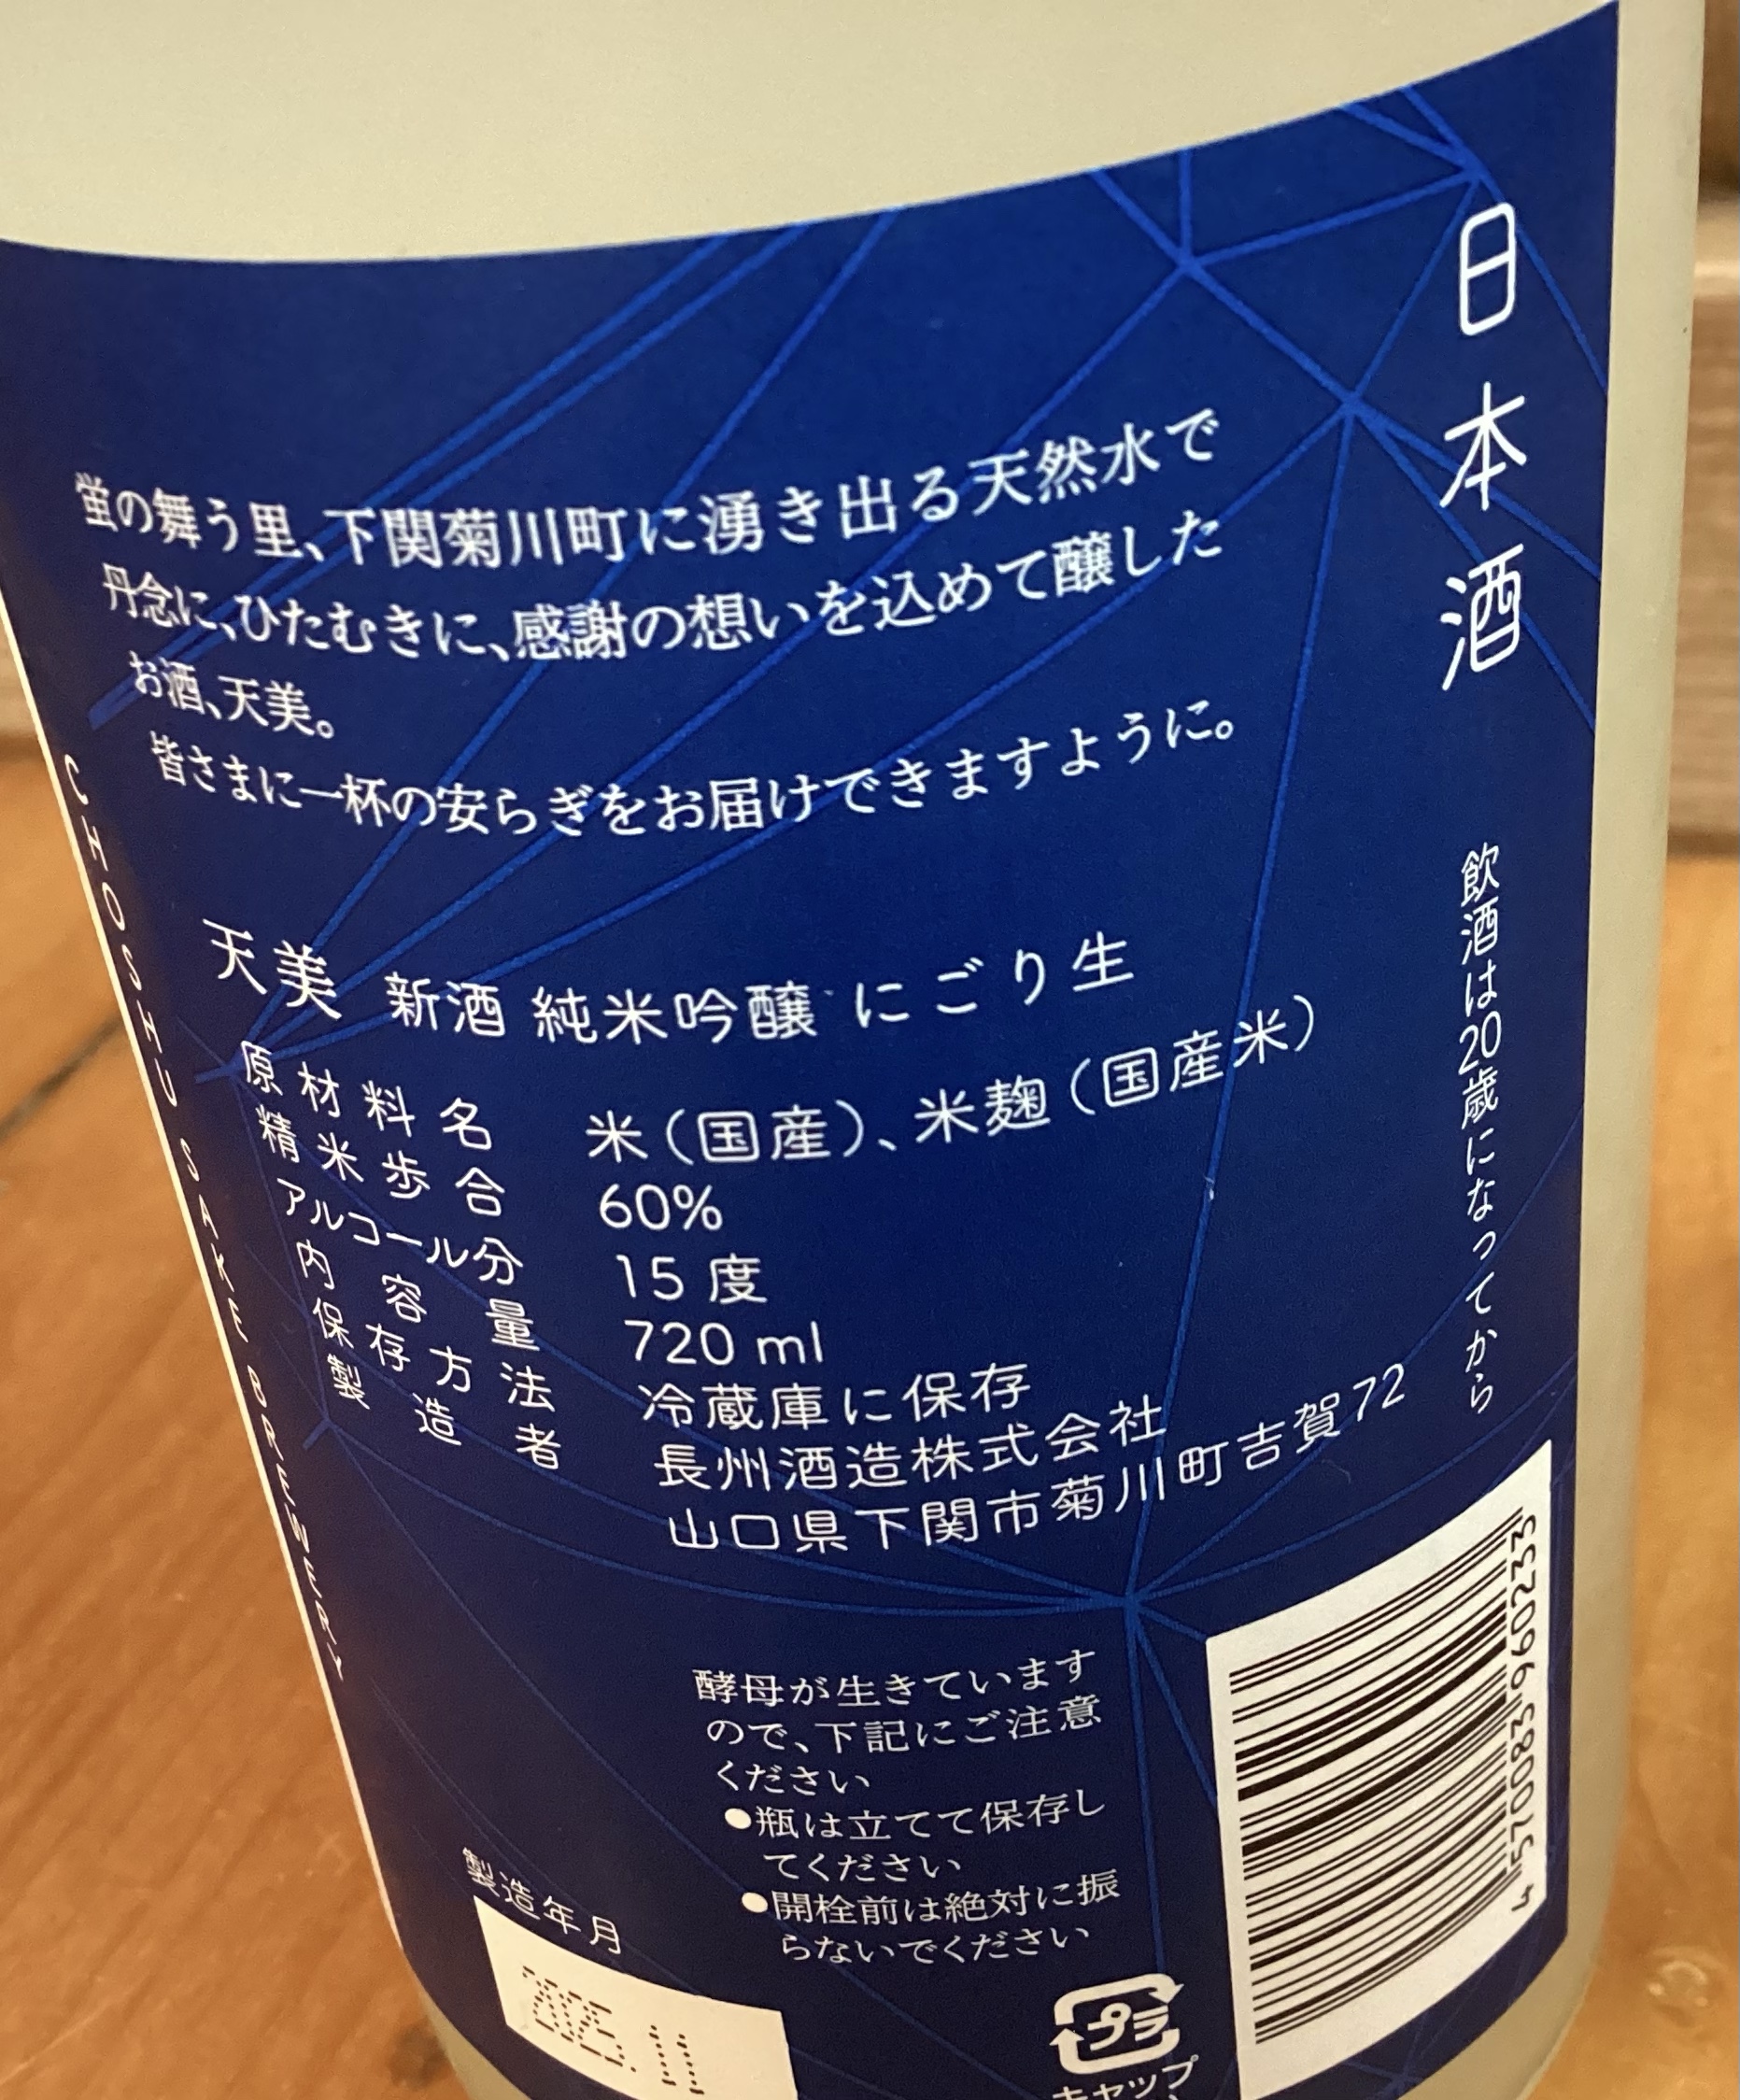 日本酒
飲酒は20歳になってから
蛍の舞う里、下関菊川町に湧き出る天然水で
丹念に、ひたむきに、感謝の想いを込めて醸した
お酒、天美。
皆さまに一杯の安らぎをお届けできますように。
天美 新酒 純米吟醸 にごり生
原材料名 米（国産）、米麹（国産米）
精米歩合 60%
アルコール分 15度
内容量 720 ml
保存方法 冷蔵庫に保存
製造者 長州酒造株式会社
山口県下関市菊川町吉賀72
CHOSHU SAKE BREWERY
酵母が生きています
ので、下記にご注意
ください
●瓶は立てて保存し
てください
●開栓前は絶対に振
らないでください
製造年月
2025.11
プラ
キャップ
4570083960233